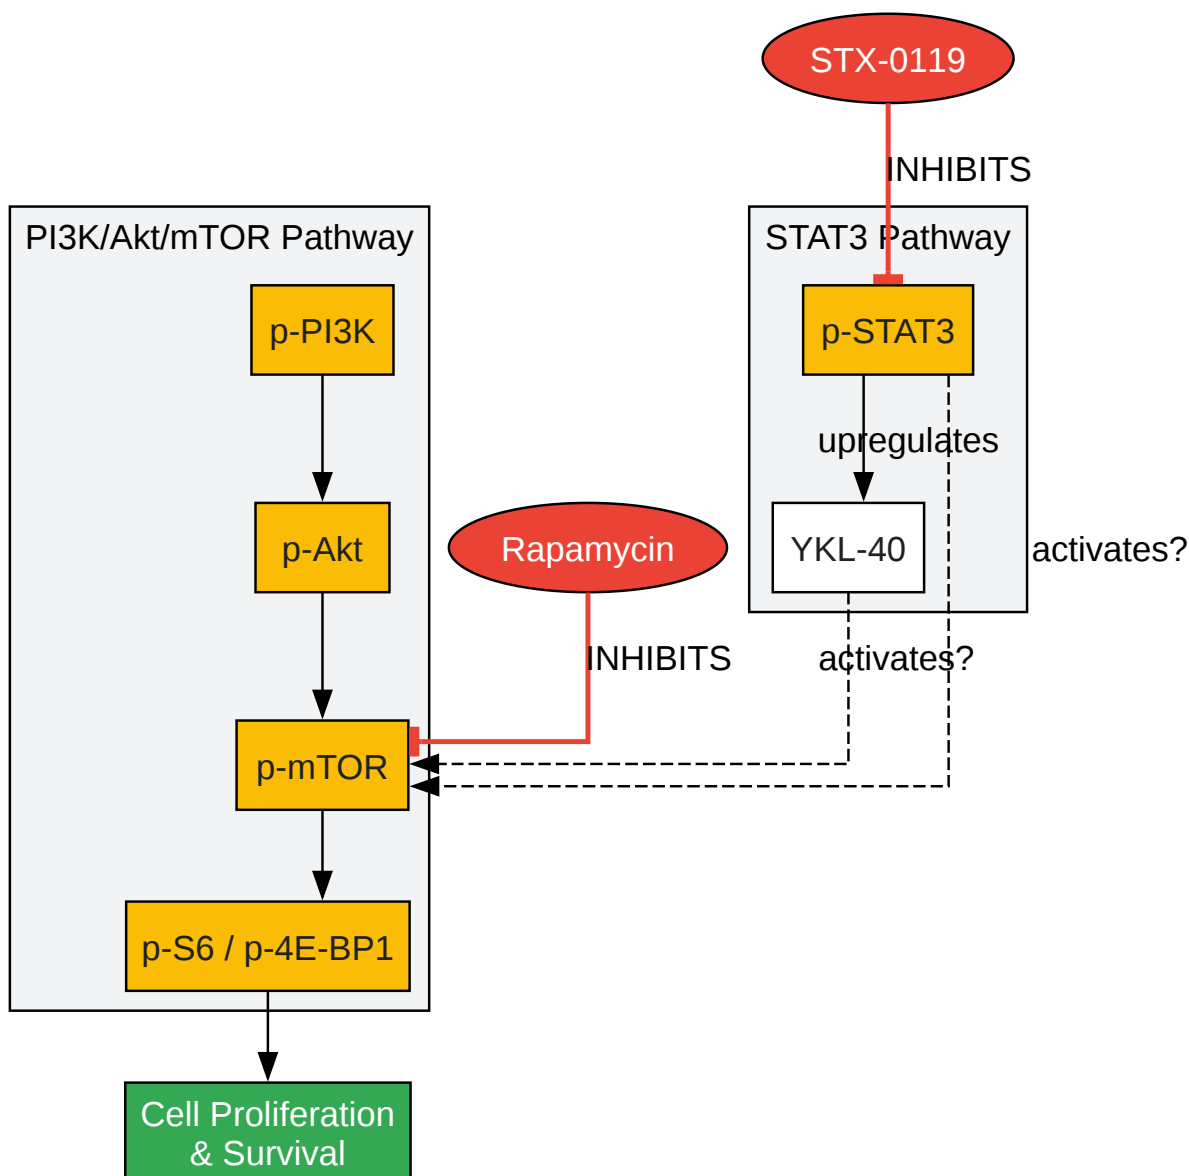 STX-0119
INHIBITS
PI3K/Akt/mTOR Pathway
STAT3 Pathway
p-PI3K
p-STAT3
upregulates
p-Akt
Rapamycin
YKL-40
activates?
INHIBITS
activates?
p-mTOR
p-S6 / p-4E-BP1
Cell Proliferation
& Survival